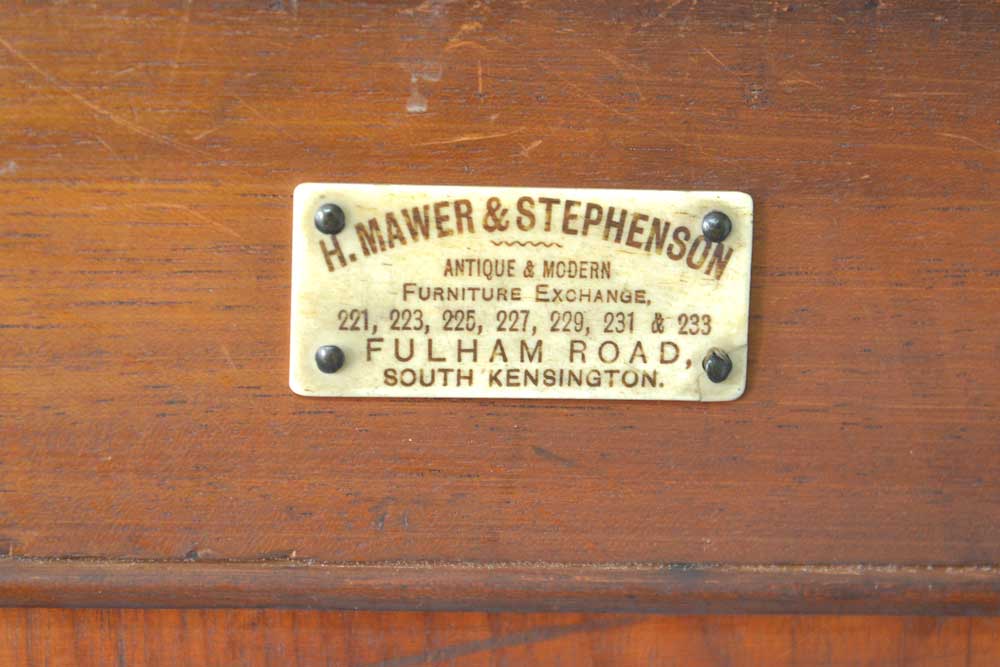 H. MAWER & STEPHENSON
ANTIQUE & MODERN
FURNITURE EXCHANGE,
221, 223, 225, 227, 229, 231 & 233
FULHAM ROAD,
SOUTH KENSINGTON.